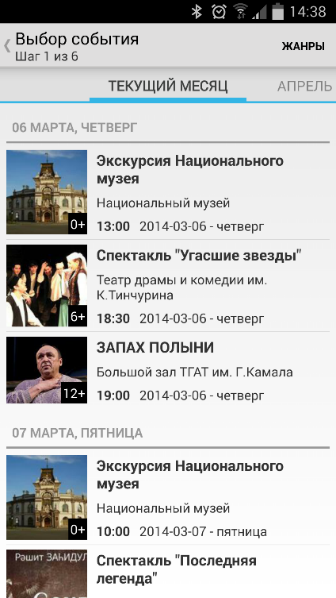 14:38
Выбор события
Шаг 1 из 6
ЖАНРЫ
ТЕКУЩИЙ МЕСЯЦ
АПРЕЛЬ
06 МАРТА, ЧЕТВЕРГ
Экскурсия Национального
музея
Национальный музей
0+
13:00 2014-03-06 - четверг
Спектакль "Угасшие звезды"
Театр драмы и комедии им.
К.Тинчурина
6+
18:30 2014-03-06 - четверг
ЗАПАХ ПОЛЫНИ
Большой зал ТГАТ им. Г.Камала
12+
19:00 2014-03-06 - четверг
07 МАРТА, ПЯТНИЦА
Экскурсия Национального
музея
Национальный музей
0+
10:00 2014-03-07 - пятница
Рәшит ЗАҺИДУЛ
Спектакль "Последняя
легенда"